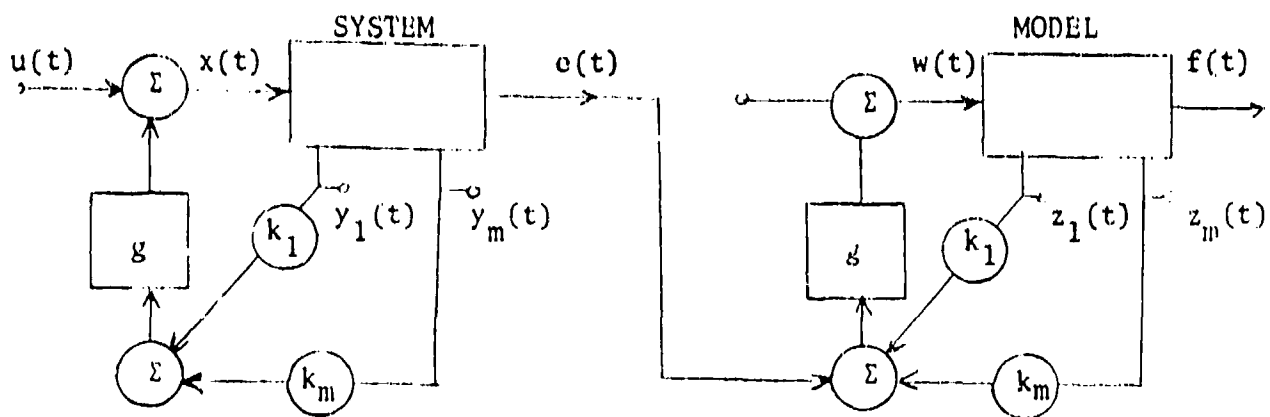 SYSTEM
MODEL
u(t)
x(t)
c(t)
w(t)
f(t)
Σ
Σ
y₁(t)
yₘ(t)
z₁(t)
zₘ(t)
k₁
k₁
g
g
Σ
kₘ
Σ
kₘ